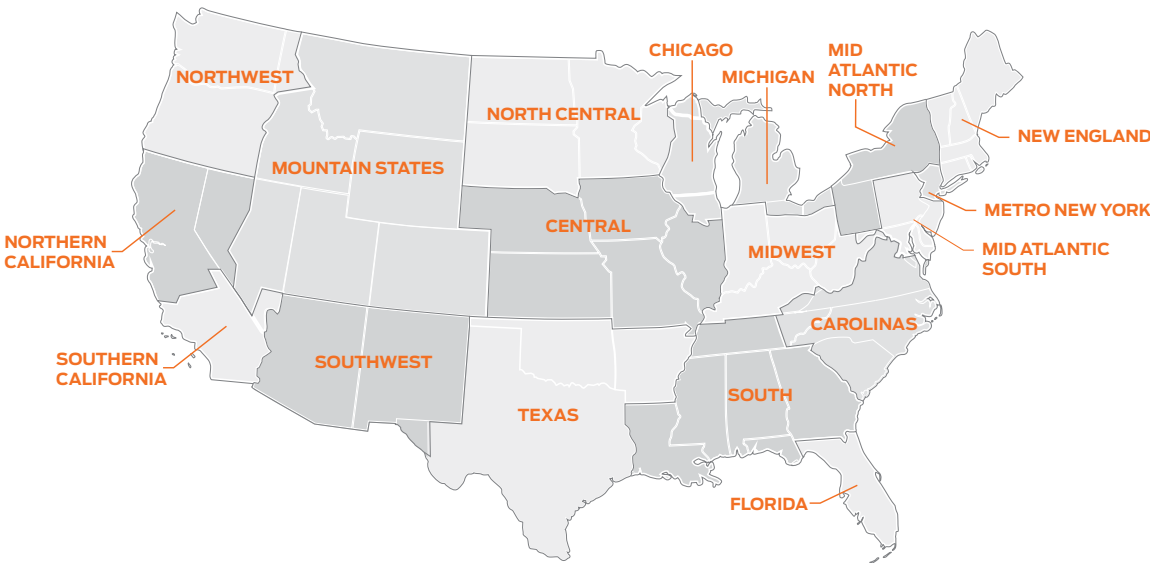 CHICAGO
MID
ATLANTIC
NORTH
NORTHWEST
MICHIGAN
NORTH CENTRAL
NEW ENGLAND
MOUNTAIN STATES
METRO NEW YORK
CENTRAL
NORTHERN
CALIFORNIA
MIDWEST
MID ATLANTIC
SOUTH
CAROLINAS
SOUTHERN
CALIFORNIA
SOUTHWEST
SOUTH
TEXAS
FLORIDA